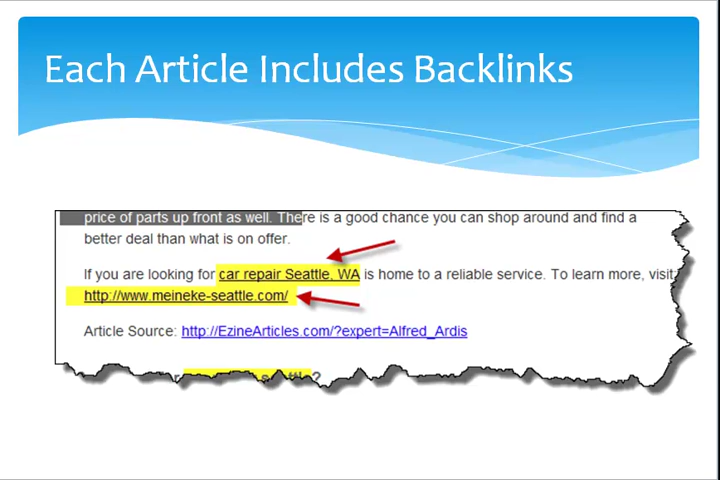 Each Article Includes Backlinks
price of parts up front as well. There is a good chance you can shop around and find a
better deal than what is on offer.
If you are looking for car repair Seattle, WA is home to a reliable service. To learn more, visit:
http://www.meineke-seattle.com/
Article Source: http://EzineArticles.com/?expert=Alfred_Ardis